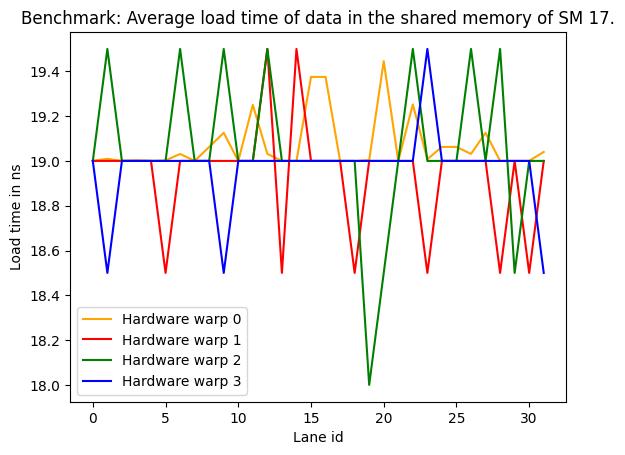 Benchmark: Average load time of data in the shared memory of SM 17.
19.4
19.2
19.0
18.8
18.6
18.4
18.2
18.0
Load time in ns
Hardware warp 0
Hardware warp 1
Hardware warp 2
Hardware warp 3
0 5 10 15 20 25 30
Lane id